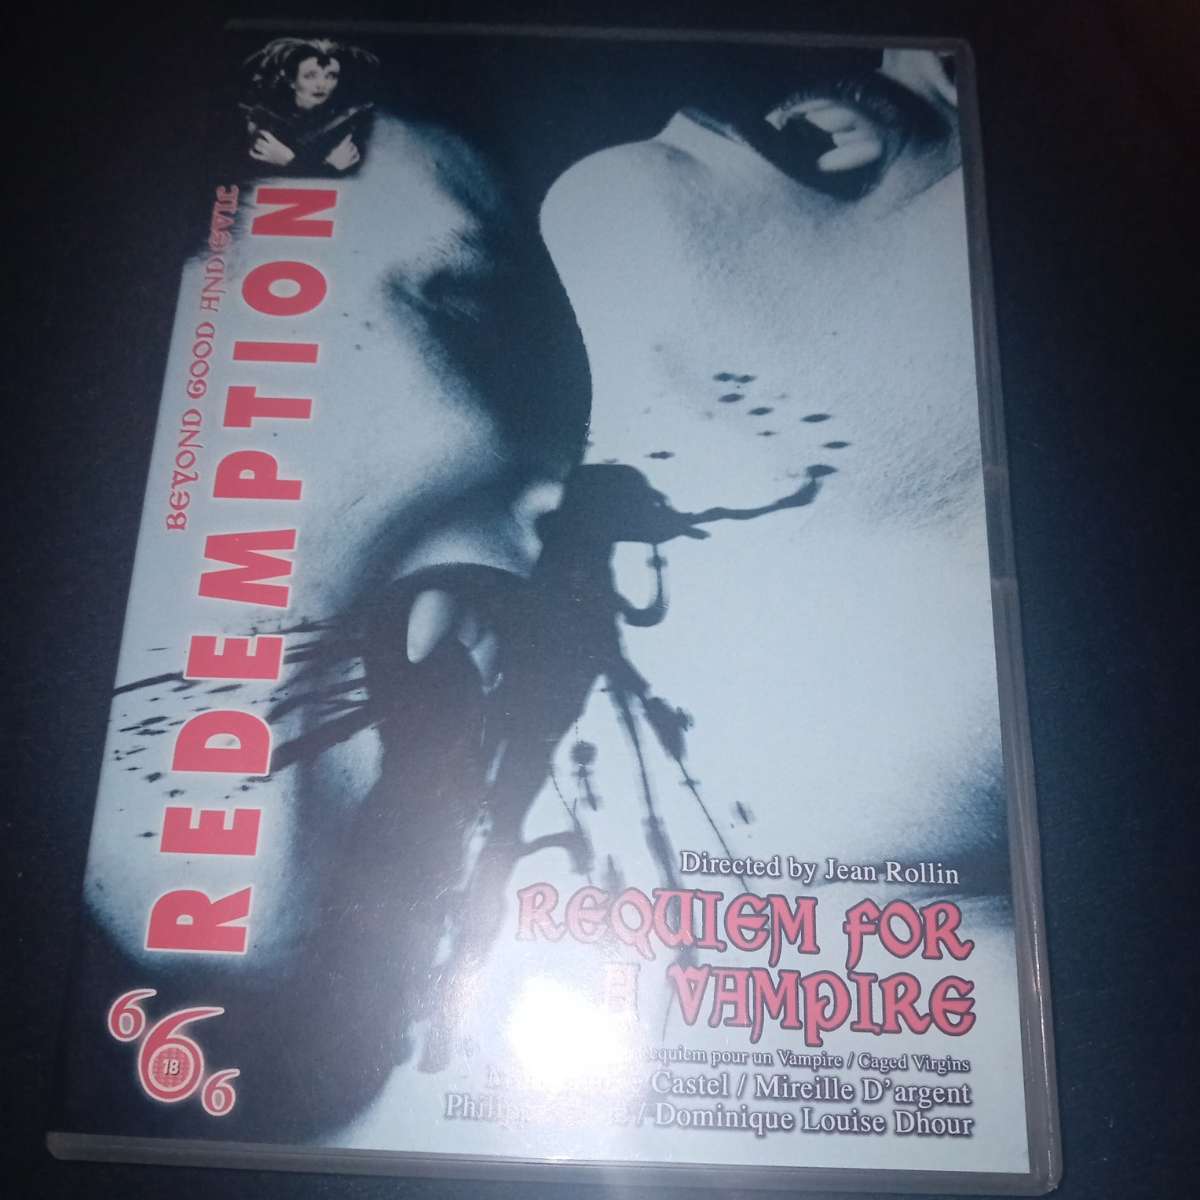 BEYOND GOOD AND EVIL
REDEMPTION
Directed by Jean Rollin
REQUIEM FOR
A VAMPIRE
Requiem pour un Vampire / Caged Virgins
Castel / Mireille D'argent
/ Dominique Louise Dhour
666
18